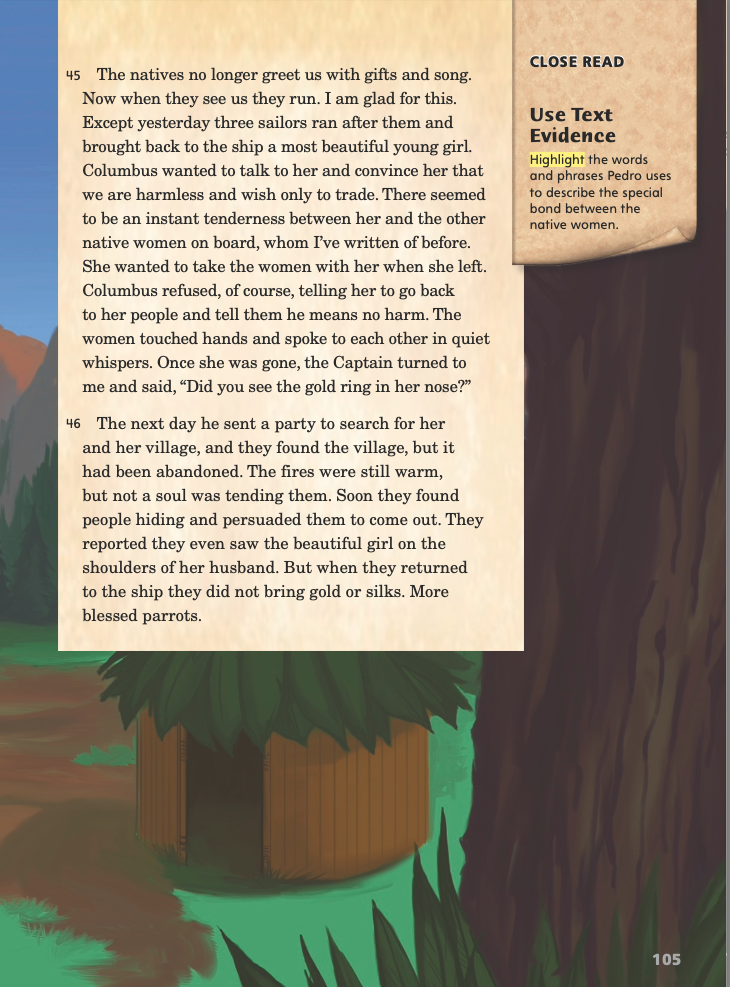 45 The natives no longer greet us with gifts and song.
Now when they see us they run. I am glad for this.
Except yesterday three sailors ran after them and
brought back to the ship a most beautiful young girl.
Columbus wanted to talk to her and convince her that
we are harmless and wish only to trade. There seemed
to be an instant tenderness between her and the other
native women on board, whom I’ve written of before.
She wanted to take the women with her when she left.
Columbus refused, of course, telling her to go back
to her people and tell them he means no harm. The
women touched hands and spoke to each other in quiet
whispers. Once she was gone, the Captain turned to
me and said, “Did you see the gold ring in her nose?”
46 The next day he sent a party to search for her
and her village, and they found the village, but it
had been abandoned. The fires were still warm,
but not a soul was tending them. Soon they found
people hiding and persuaded them to come out. They
reported they even saw the beautiful girl on the
shoulders of her husband. But when they returned
to the ship they did not bring gold or silks. More
blessed parrots.
CLOSE READ
Use Text
Evidence
Highlight the words
and phrases Pedro uses
to describe the special
bond between the
native women.
105